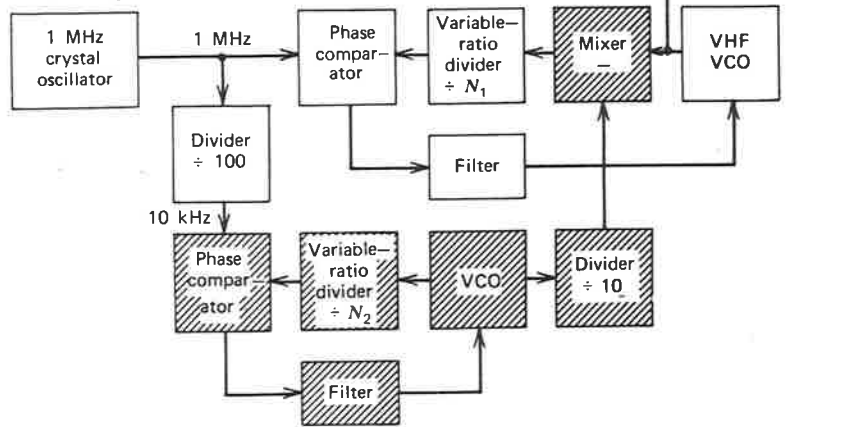 1 MHz
crystal
oscillator
1 MHz
Phase
compar–
ator
Variable–
ratio
divider
÷ N₁
Mixer
–
VHF
VCO
Divider
÷ 100
Filter
10 kHz
Phase
compar–
ator
Variable–
ratio
divider
÷ N₂
VCO
Divider
÷ 10
Filter